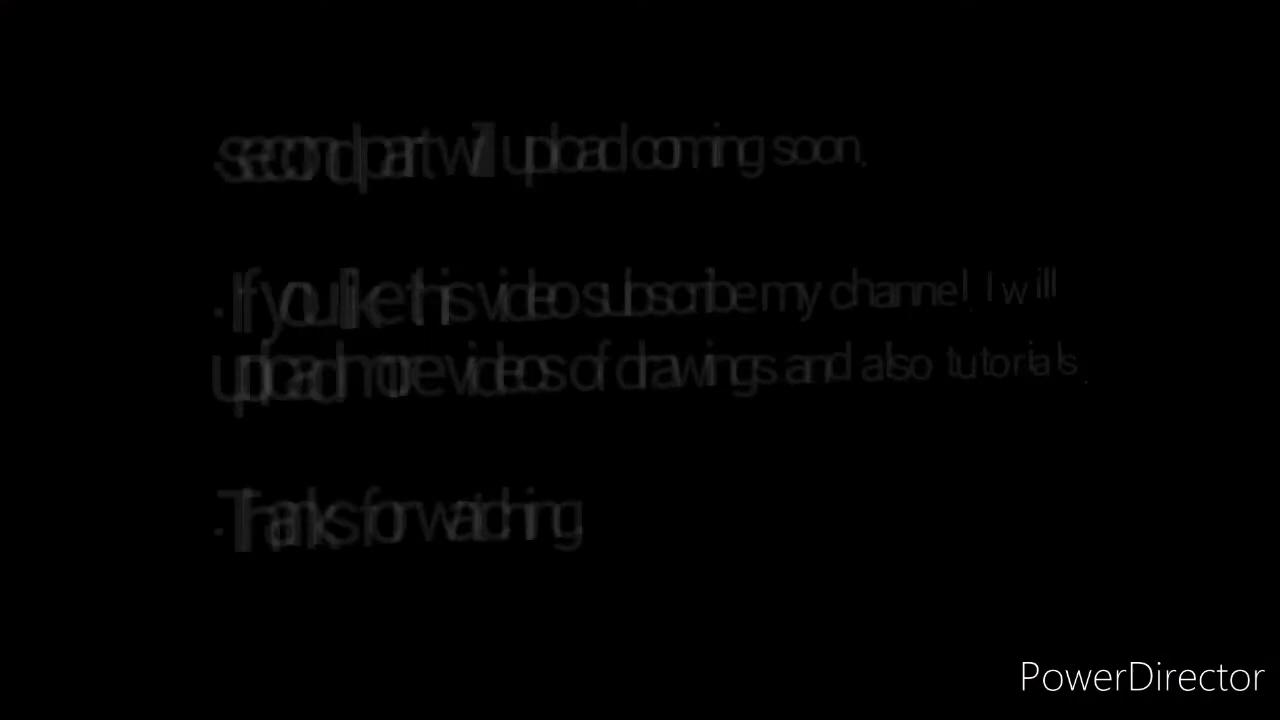 .second part will upload coming soon.
.If you like this video subscribe my channel. I will
upload more videos of drawings and also tutorials.
.Thanks for watching.
PowerDirector